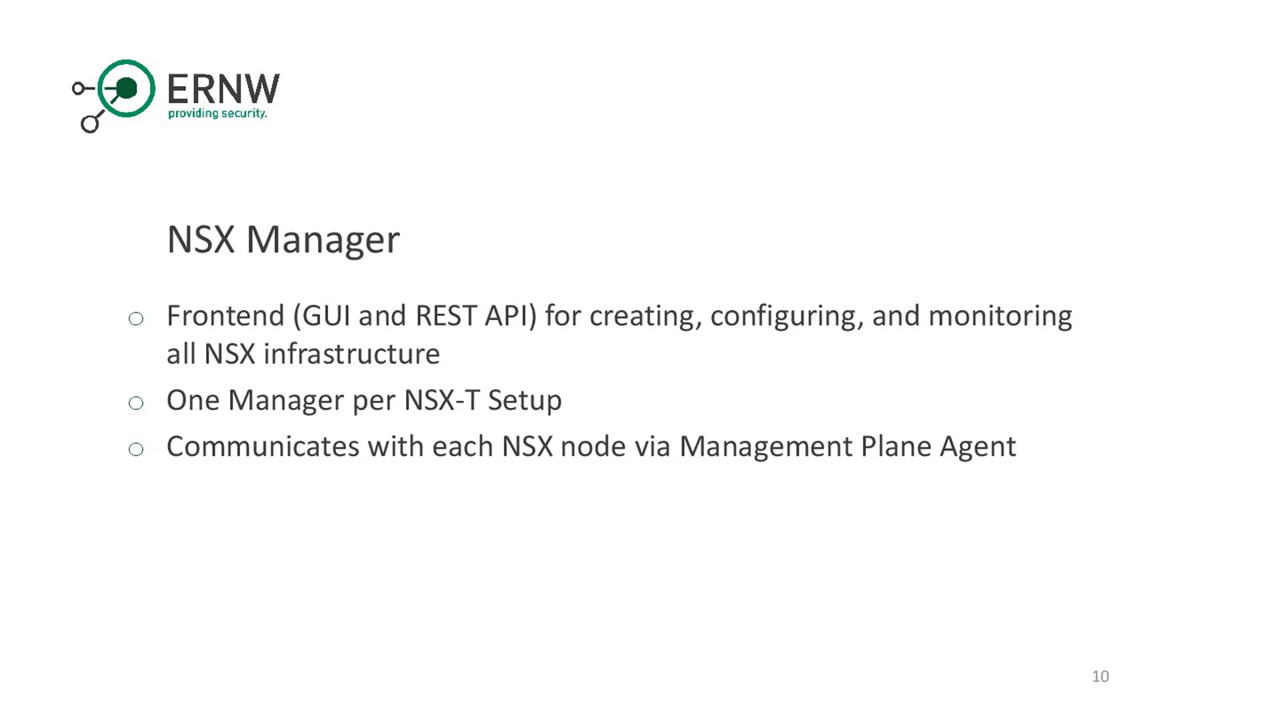 ERNW
providing security.
NSX Manager
o Frontend (GUI and REST API) for creating, configuring, and monitoring
all NSX infrastructure
o One Manager per NSX-T Setup
o Communicates with each NSX node via Management Plane Agent
10